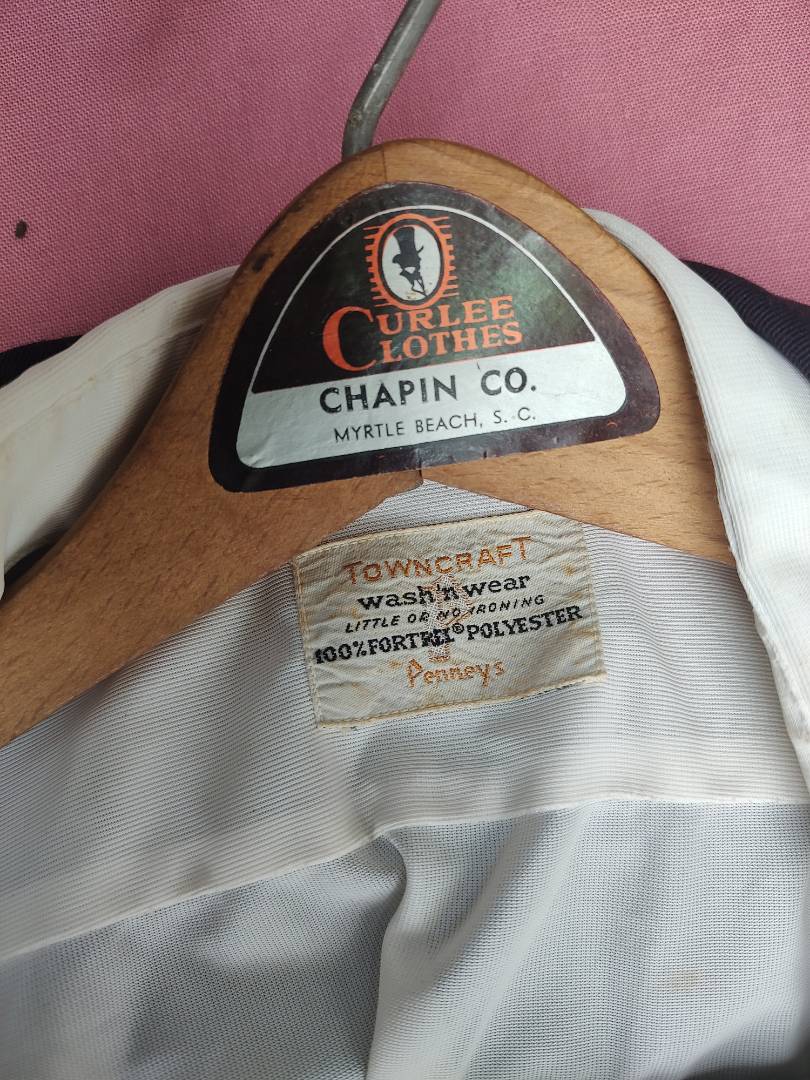 CURLEE
CLOTHES
CHAPIN CO.
MYRTLE BEACH, S. C.
TOWNCRAFT
wash'n wear
LITTLE OR NO IRONING
100% FORTREL® POLYESTER
Penneys